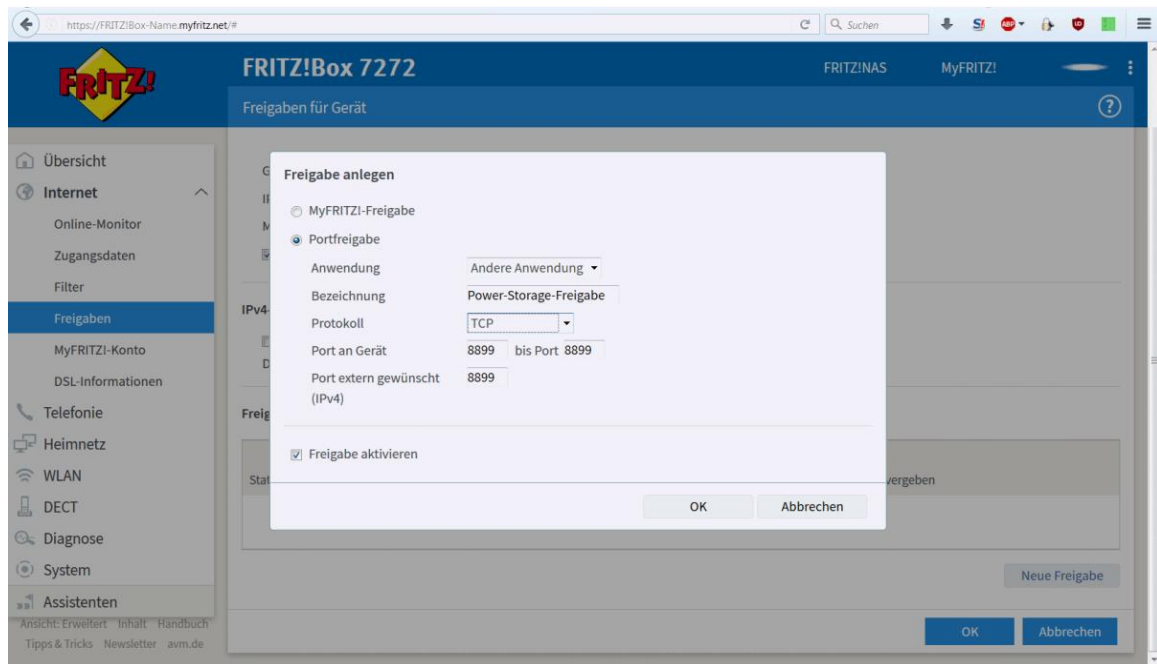 https://FRITZ!Box-Name.myfritz.net/#
Suchen
S!
ABP
FRITZ!
FRITZ!Box 7272
FRITZ!NAS
MyFRITZ!
Freigaben für Gerät
?
Übersicht
Internet
Online-Monitor
Zugangsdaten
Filter
Freigaben
MyFRITZ!-Konto
DSL-Informationen
Telefonie
Heimnetz
WLAN
DECT
Diagnose
System
Assistenten
Ansicht: Erweitert Inhalt Handbuch
Tipps & Tricks Newsletter avm.de
IPv4-
Freig
Stat
Freigabe anlegen
MyFRITZ!-Freigabe
Portfreigabe
Anwendung Andere Anwendung
Bezeichnung Power-Storage-Freigabe
Protokoll TCP
Port an Gerät 8899 bis Port 8899
Port extern gewünscht 8899
(IPv4)
Freigabe aktivieren
OK Abbrechen
vergeben
Neue Freigabe
OK Abbrechen